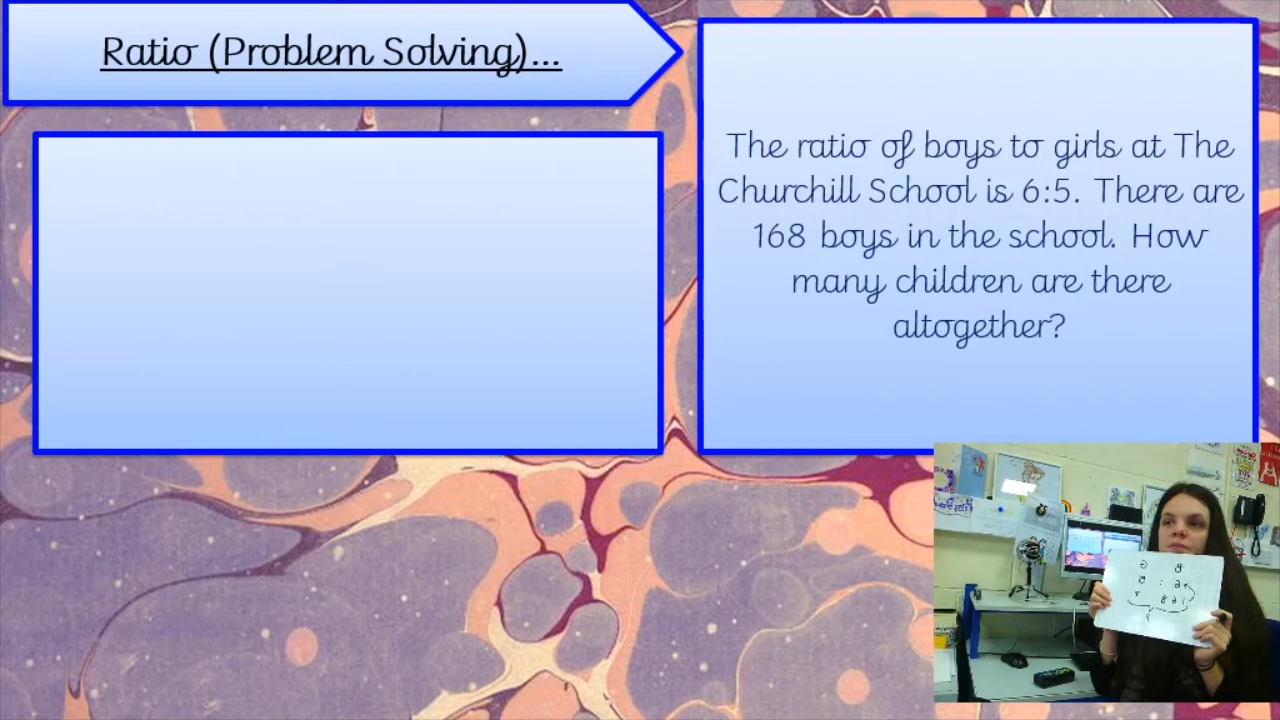 Ratio (Problem Solving)...
The ratio of boys to girls at The
Churchill School is 6:5. There are
168 boys in the school. How
many children are there
altogether?